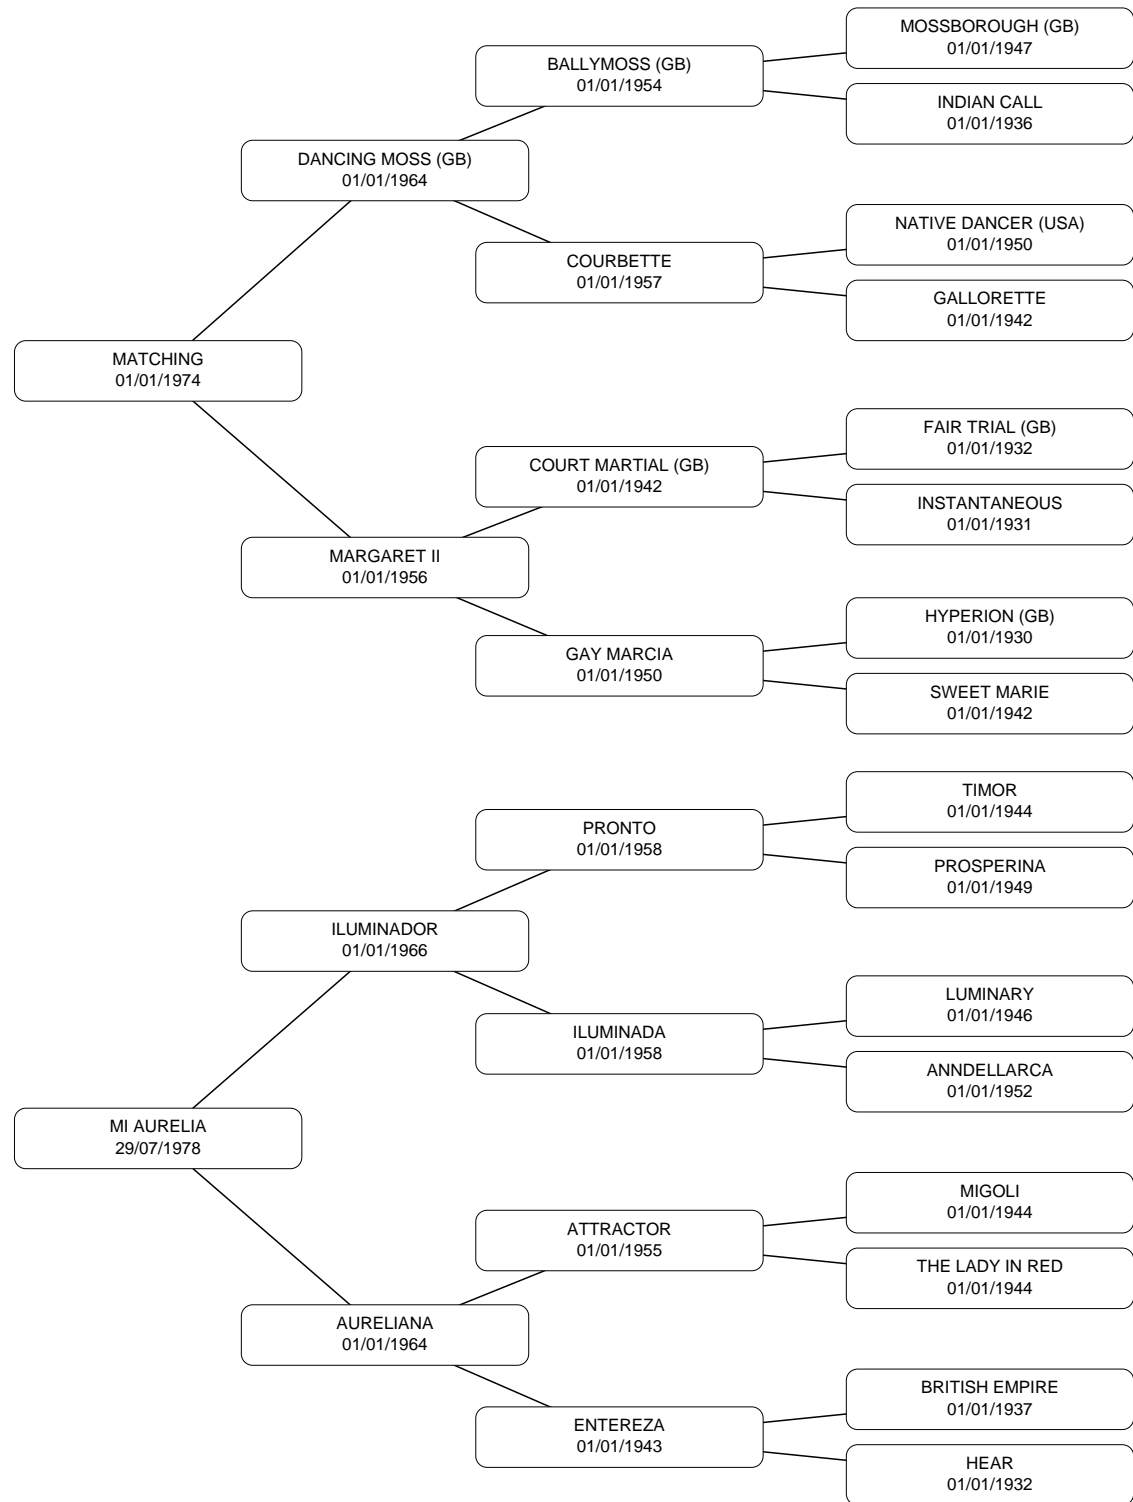 MOSSBOROUGH (GB)
01/01/1947
BALLYMOSS (GB)
01/01/1954
INDIAN CALL
01/01/1936
DANCING MOSS (GB)
01/01/1964
NATIVE DANCER (USA)
01/01/1950
COURBETTE
01/01/1957
GALLORETTE
01/01/1942
MATCHING
01/01/1974
FAIR TRIAL (GB)
01/01/1932
COURT MARTIAL (GB)
01/01/1942
INSTANTANEOUS
01/01/1931
MARGARET II
01/01/1956
HYPERION (GB)
01/01/1930
GAY MARCIA
01/01/1950
SWEET MARIE
01/01/1942
TIMOR
01/01/1944
PRONTO
01/01/1958
PROSPERINA
01/01/1949
ILUMINADOR
01/01/1966
LUMINARY
01/01/1946
ILUMINADA
01/01/1958
ANNDELLARCA
01/01/1952
MI AURELIA
29/07/1978
MIGOLI
01/01/1944
ATTRACTOR
01/01/1955
THE LADY IN RED
01/01/1944
AURELIANA
01/01/1964
BRITISH EMPIRE
01/01/1937
ENTEREZA
01/01/1943
HEAR
01/01/1932